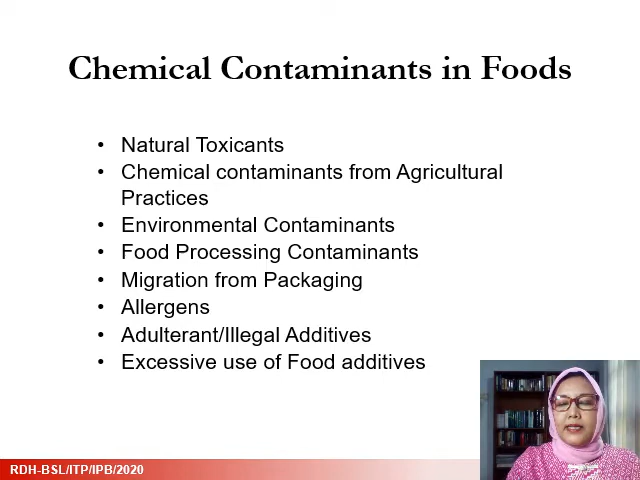 Chemical Contaminants in Foods
• Natural Toxicants
• Chemical contaminants from Agricultural
Practices
• Environmental Contaminants
• Food Processing Contaminants
• Migration from Packaging
• Allergens
• Adulterant/Illegal Additives
• Excessive use of Food additives
RDH-BSL/ITP/IPB/2020